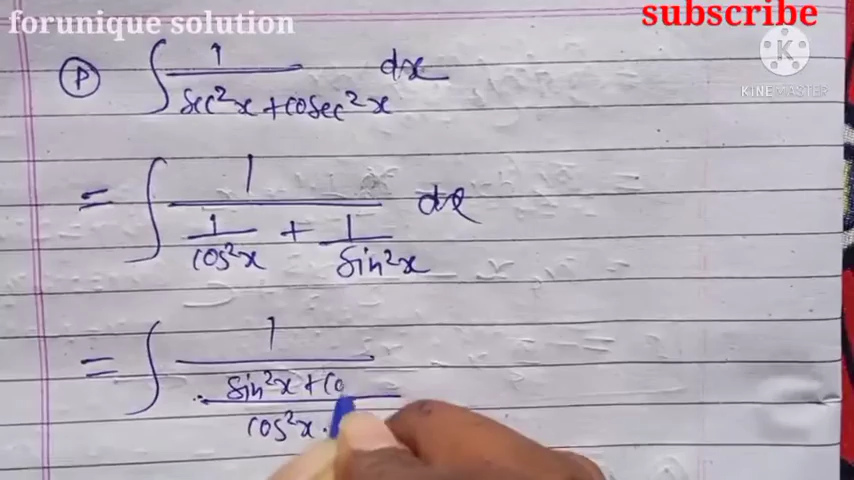 forunique solution
subscribe
K
KINEMASTER
(P) ∫ 1/(sec²x + cosec²x) dx
= ∫ 1/(1/cos²x + 1/sin²x) dx
= ∫ 1/((sin²x + co)/(cos²x .